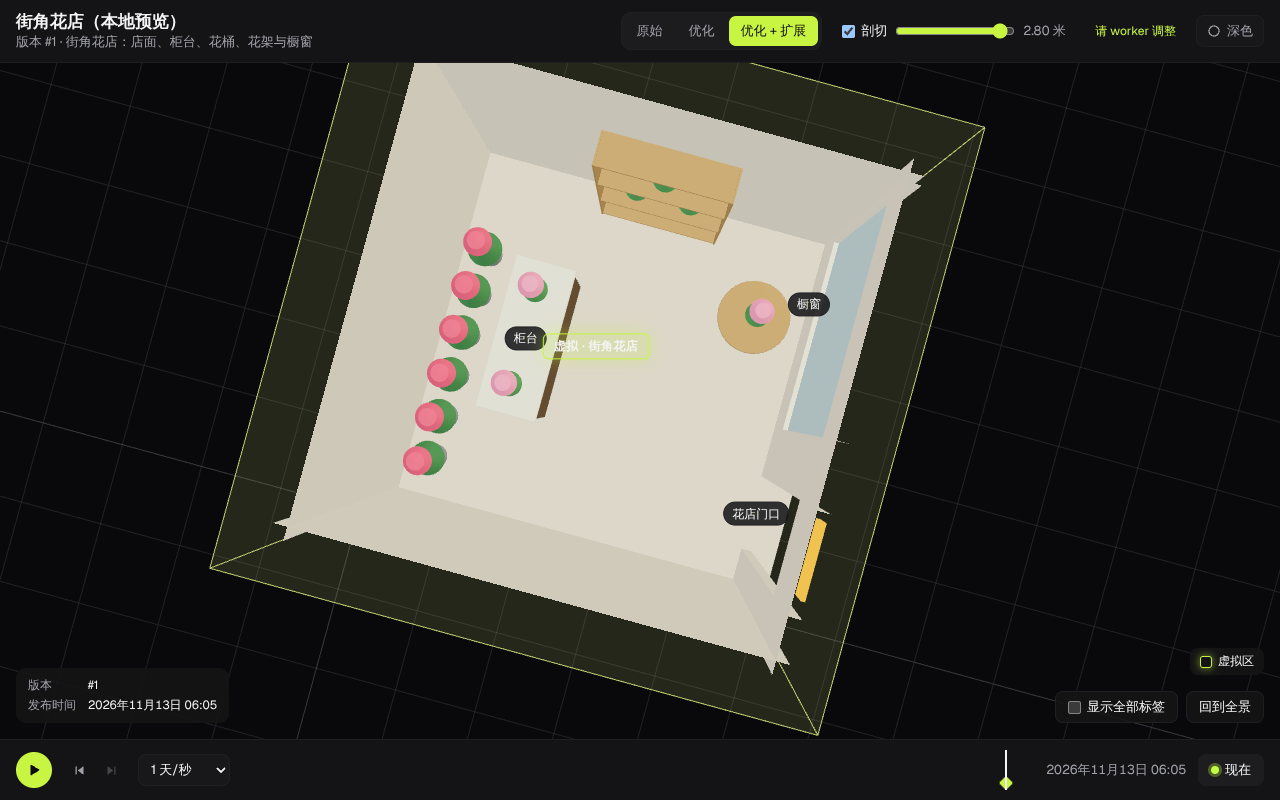 街角花店（本地预览）
版本 #1 · 街角花店：店面、柜台、花桶、花架与橱窗
原始
优化
优化 + 扩展
剖切
2.80 米
请 worker 调整
深色
橱窗
柜台
虚拟 · 街角花店
花店门口
虚拟区
版本 #1
发布时间 2026年11月13日 06:05
显示全部标签
回到全景
1 天/秒
2026年11月13日 06:05
现在